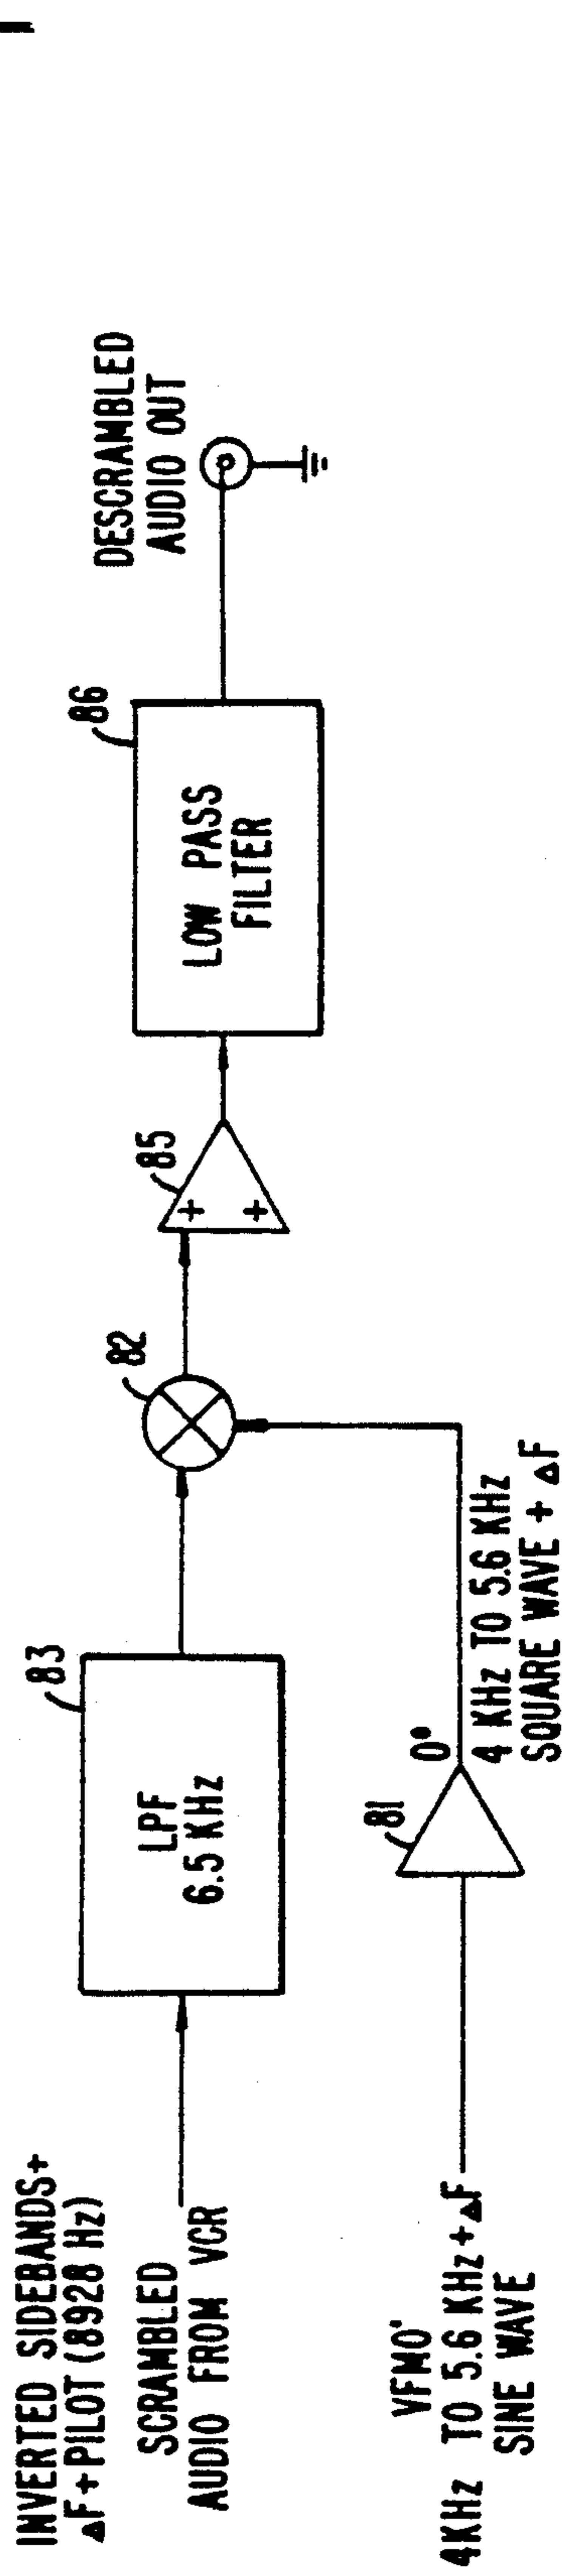 INVERTED SIDEBANDS+
ΔF+PILOT (8928 Hz)
SCRAMBLED
AUDIO FROM VCR
83
LPF
6.5 KHz
82
85
+
+
86
LOW PASS
FILTER
DESCRAMBLED
AUDIO OUT
VFMO'
4KHz TO 5.6 KHz+ΔF
SINE WAVE
81
0°
4 KHz TO 5.6 KHz
SQUARE WAVE + ΔF